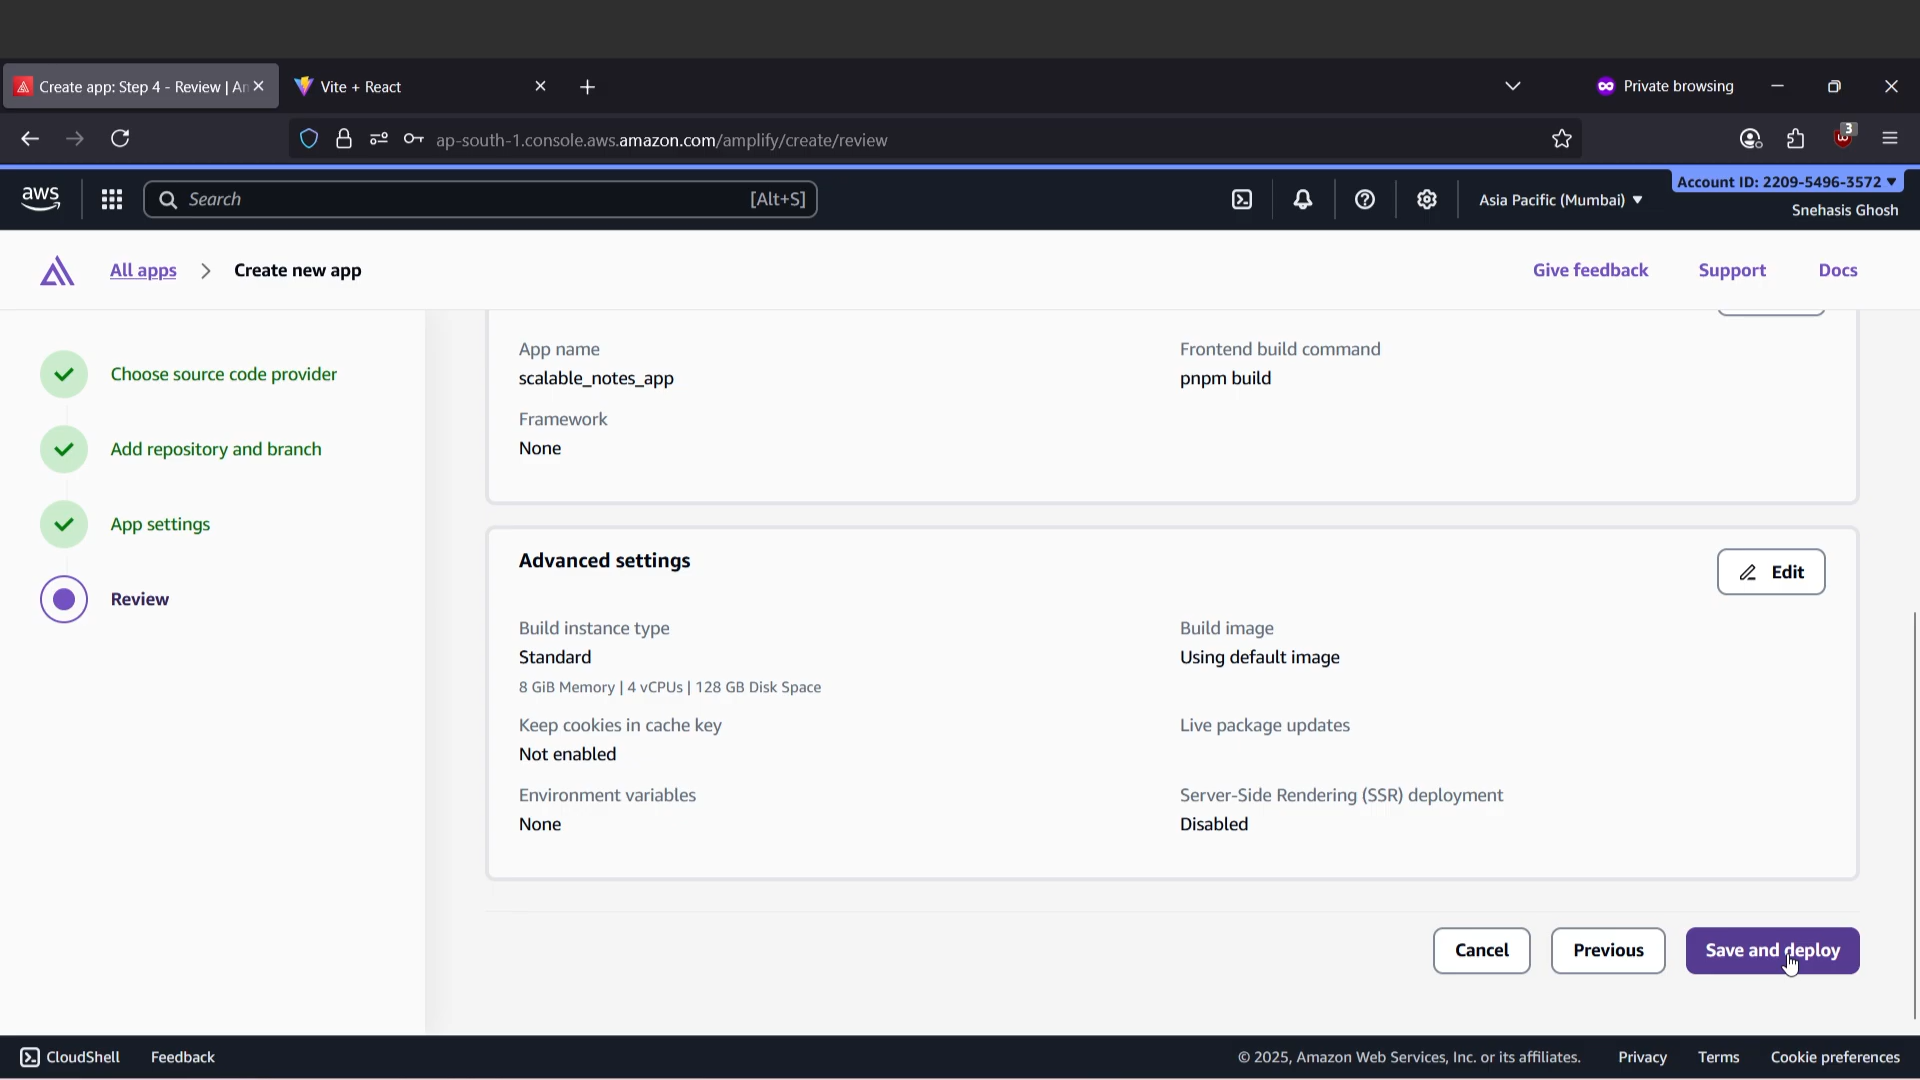 Create app: Step 4 - Review | An
Vite + React
Private browsing
ap-south-1.console.aws.amazon.com/amplify/create/review
3
aws
Search
[Alt+S]
Asia Pacific (Mumbai)
Account ID: 2209-5496-3572
Snehasis Ghosh
All apps
Create new app
Give feedback
Support
Docs
Choose source code provider
Add repository and branch
App settings
Review
App name
scalable_notes_app
Frontend build command
pnpm build
Framework
None
Advanced settings
Edit
Build instance type
Standard
8 GiB Memory | 4 vCPUs | 128 GB Disk Space
Build image
Using default image
Keep cookies in cache key
Not enabled
Live package updates
Environment variables
None
Server-Side Rendering (SSR) deployment
Disabled
Cancel
Previous
Save and deploy
CloudShell
Feedback
© 2025, Amazon Web Services, Inc. or its affiliates.
Privacy
Terms
Cookie preferences